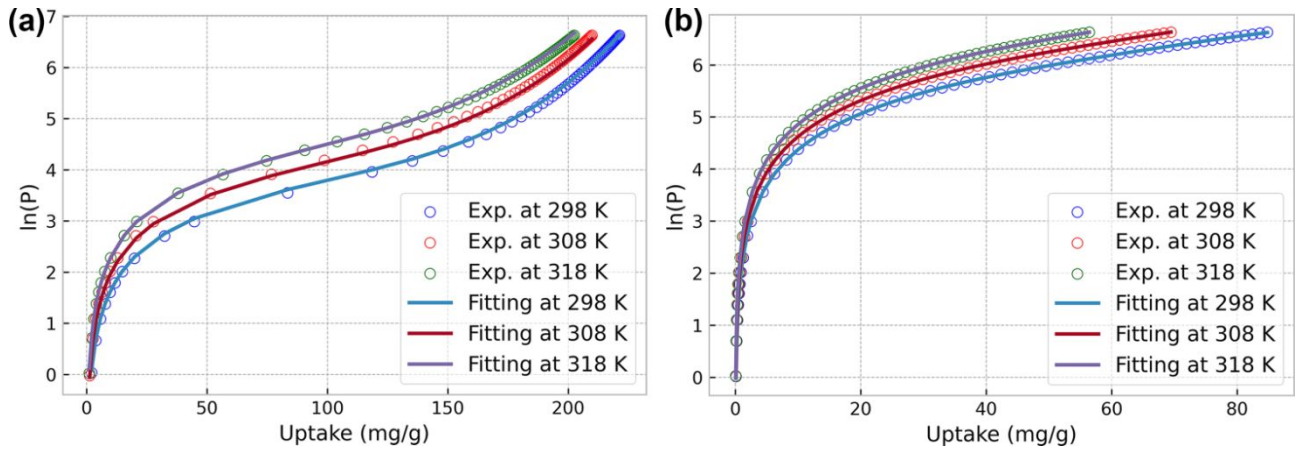 (a)
7
6
5
4
3
2
1
0
ln(P)
0 50 100 150 200
Uptake (mg/g)
Exp. at 298 K
Exp. at 308 K
Exp. at 318 K
Fitting at 298 K
Fitting at 308 K
Fitting at 318 K
(b)
6
5
4
3
2
1
0
ln(P)
0 20 40 60 80
Uptake (mg/g)
Exp. at 298 K
Exp. at 308 K
Exp. at 318 K
Fitting at 298 K
Fitting at 308 K
Fitting at 318 K